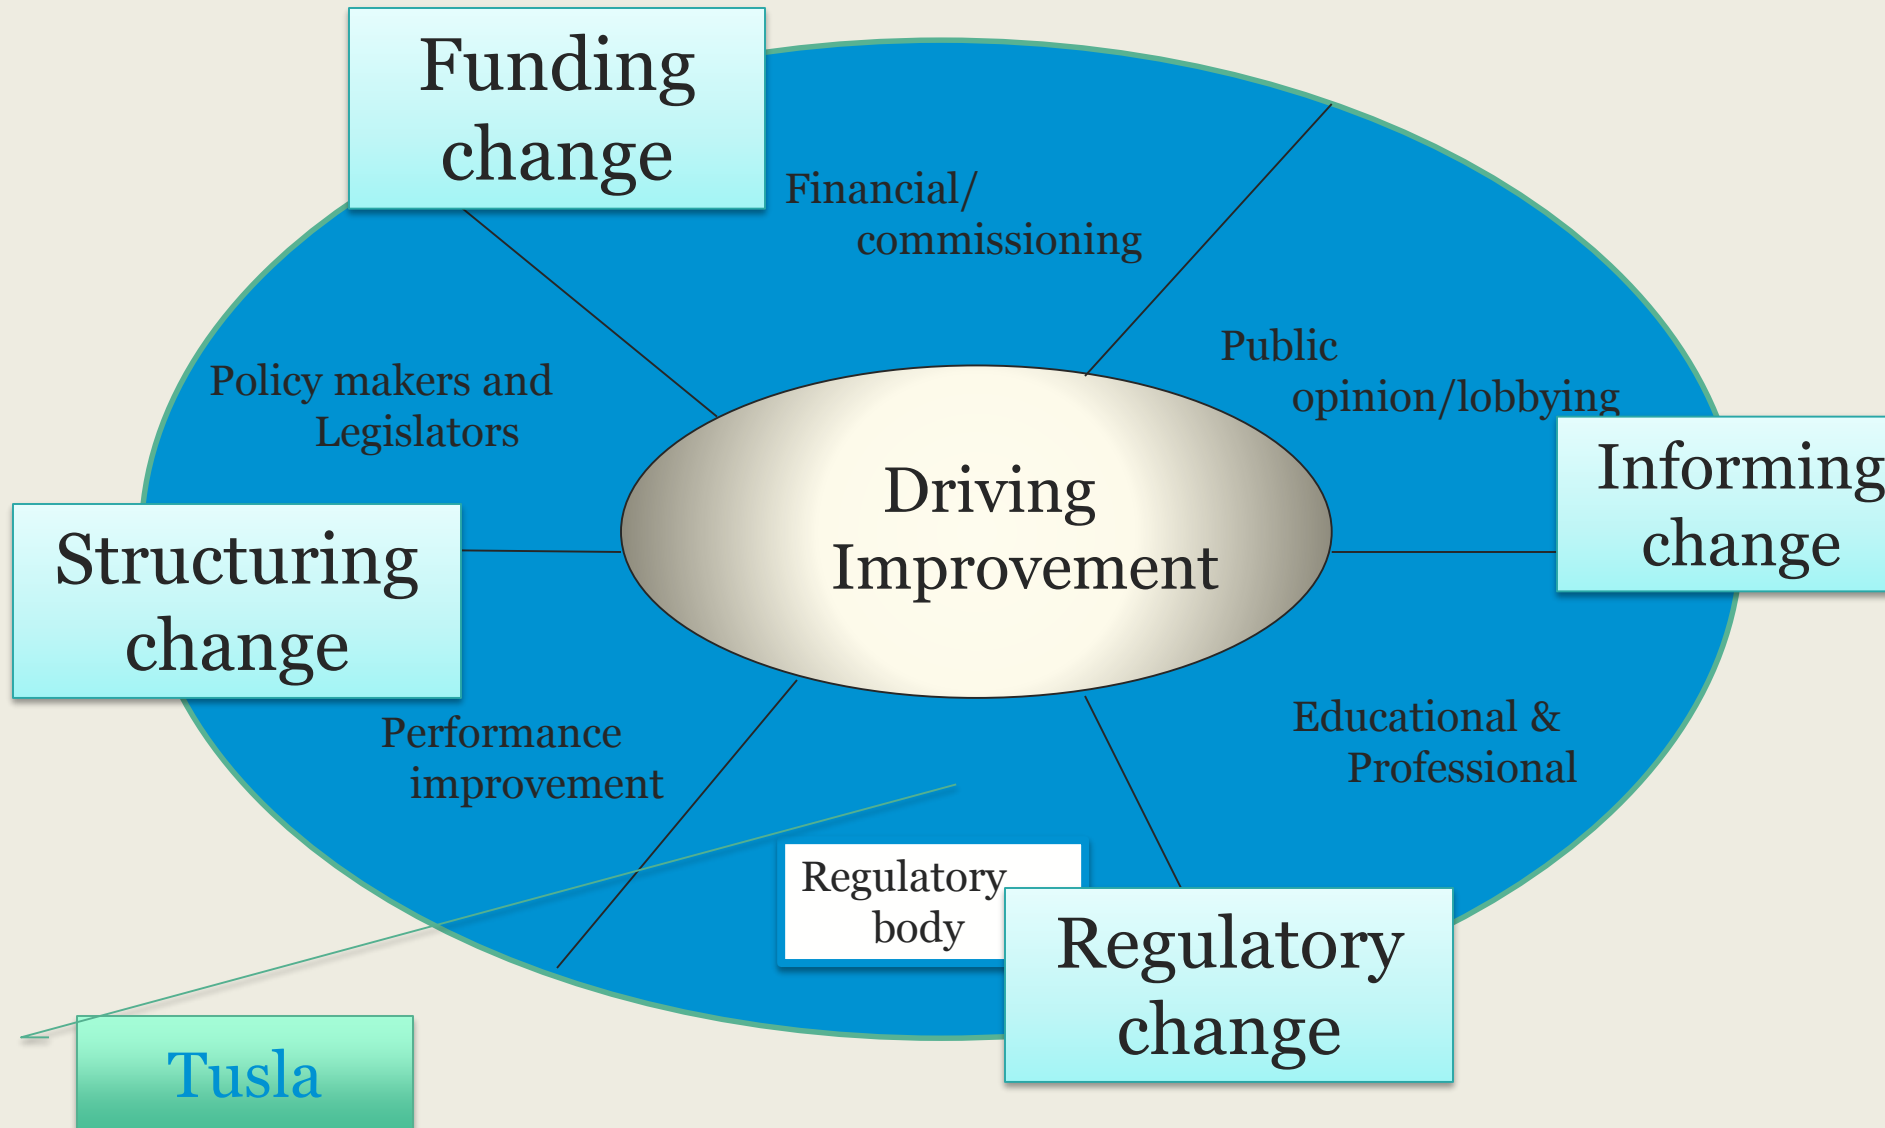 Funding
change
Financial/
commissioning
Public
opinion/lobbying
Policy makers and
Legislators
Informing
change
Driving
Improvement
Structuring
change
Educational &
Professional
Performance
improvement
Regulatory
body
Regulatory
change
Tusla